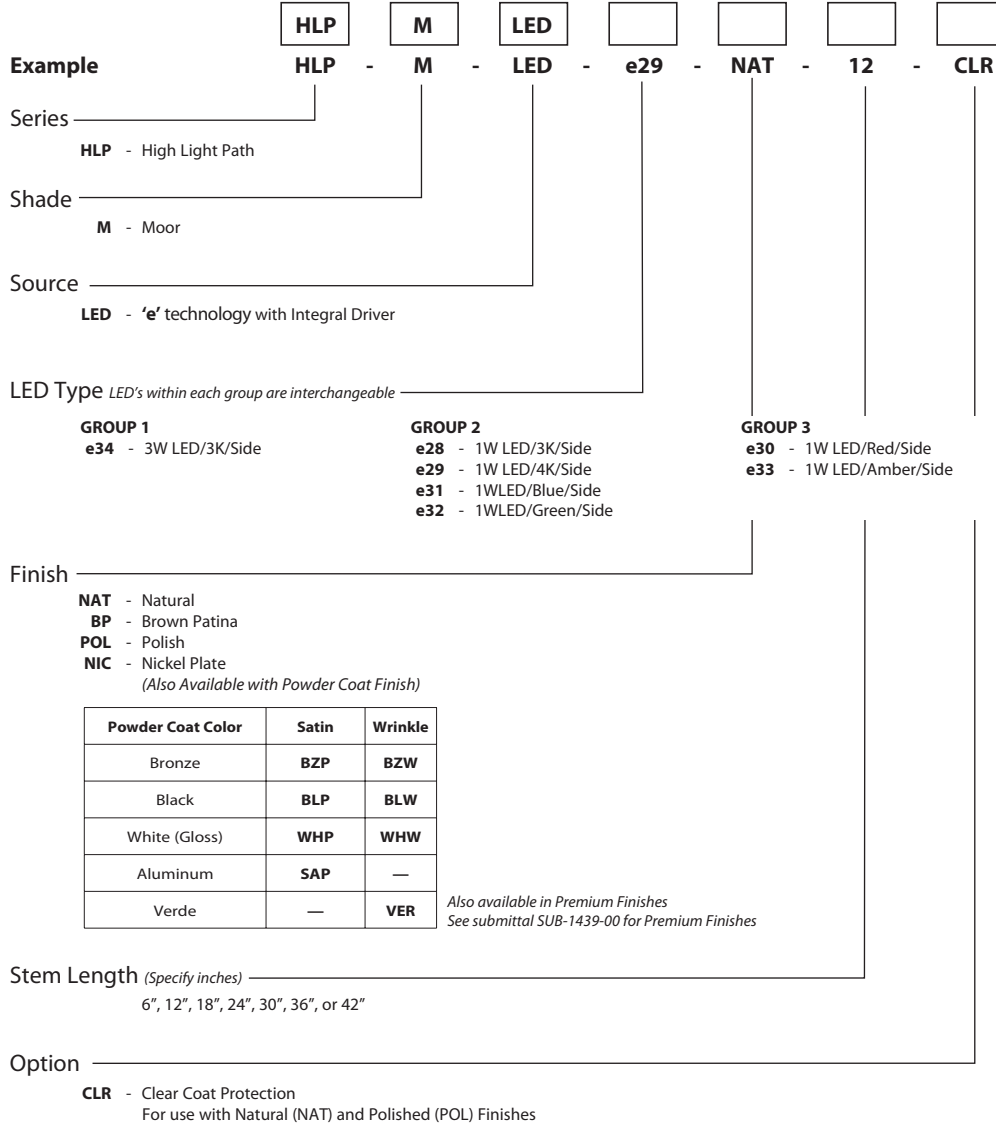 HLP M LED
Example HLP - M - LED - e29 - NAT - 12 - CLR
Series
HLP - High Light Path
Shade
M - Moor
Source
LED - ‘e’ technology with Integral Driver
LED Type LED's within each group are interchangeable
GROUP 1 GROUP 2 GROUP 3
e34 - 3W LED/3K/Side e28 - 1W LED/3K/Side e30 - 1W LED/Red/Side
e29 - 1W LED/4K/Side e33 - 1W LED/Amber/Side
e31 - 1WLED/Blue/Side
e32 - 1WLED/Green/Side
Finish
NAT - Natural
BP - Brown Patina
POL - Polish
NIC - Nickel Plate
(Also Available with Powder Coat Finish)
Powder Coat Color Satin Wrinkle
Bronze BZP BZW
Black BLP BLW
White (Gloss) WHP WHW
Aluminum SAP —
Verde — VER
Also available in Premium Finishes
See submittal SUB-1439-00 for Premium Finishes
Stem Length (Specify inches)
6”, 12”, 18”, 24”, 30”, 36”, or 42”
Option
CLR - Clear Coat Protection
For use with Natural (NAT) and Polished (POL) Finishes